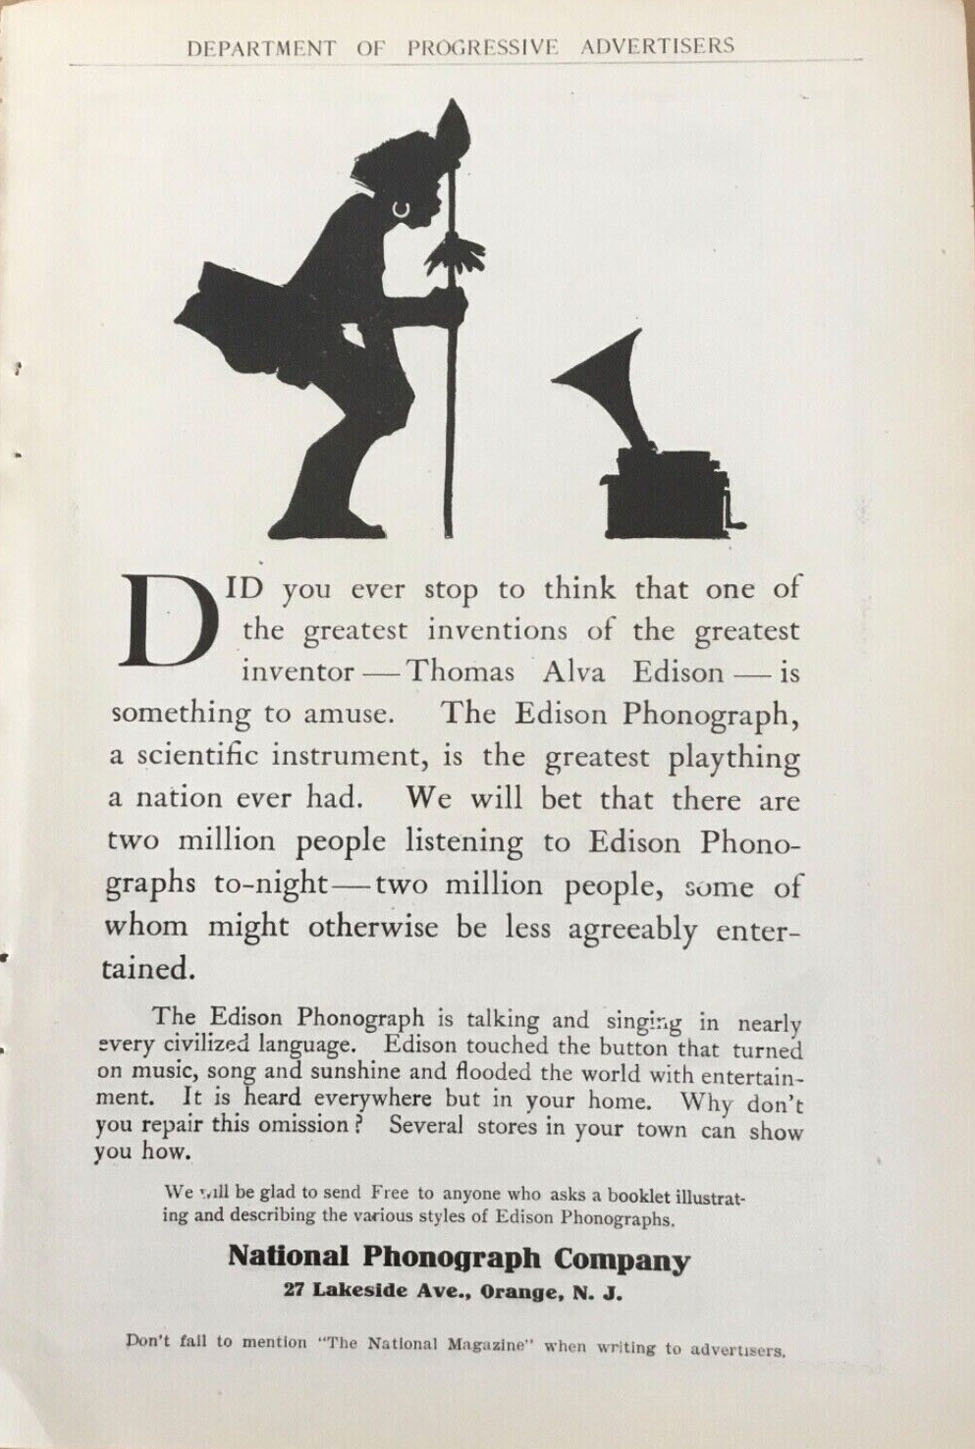 DEPARTMENT OF PROGRESSIVE ADVERTISERS
DID you ever stop to think that one of
the greatest inventions of the greatest
inventor — Thomas Alva Edison — is
something to amuse. The Edison Phonograph,
a scientific instrument, is the greatest plaything
a nation ever had. We will bet that there are
two million people listening to Edison Phono-
graphs to-night—two million people, some of
whom might otherwise be less agreeably enter-
tained.
The Edison Phonograph is talking and singing in nearly
every civilized language. Edison touched the button that turned
on music, song and sunshine and flooded the world with entertain-
ment. It is heard everywhere but in your home. Why don't
you repair this omission? Several stores in your town can show
you how.
We will be glad to send Free to anyone who asks a booklet illustrat-
ing and describing the various styles of Edison Phonographs.
National Phonograph Company
27 Lakeside Ave., Orange, N. J.
Don't fail to mention "The National Magazine" when writing to advertisers.